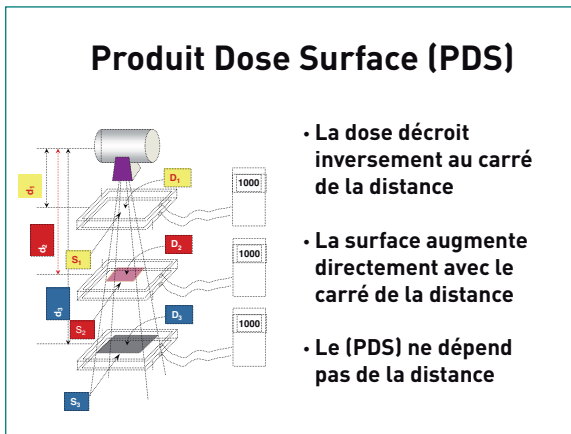 Produit Dose Surface (PDS)
• La dose décroit
inversement au carré
de la distance
• La surface augmente
directement avec le
carré de la distance
• Le (PDS) ne dépend
pas de la distance
d₁
d₂
d₃
D₁
1000
S₁
D₂
1000
S₂
D₃
1000
S₃